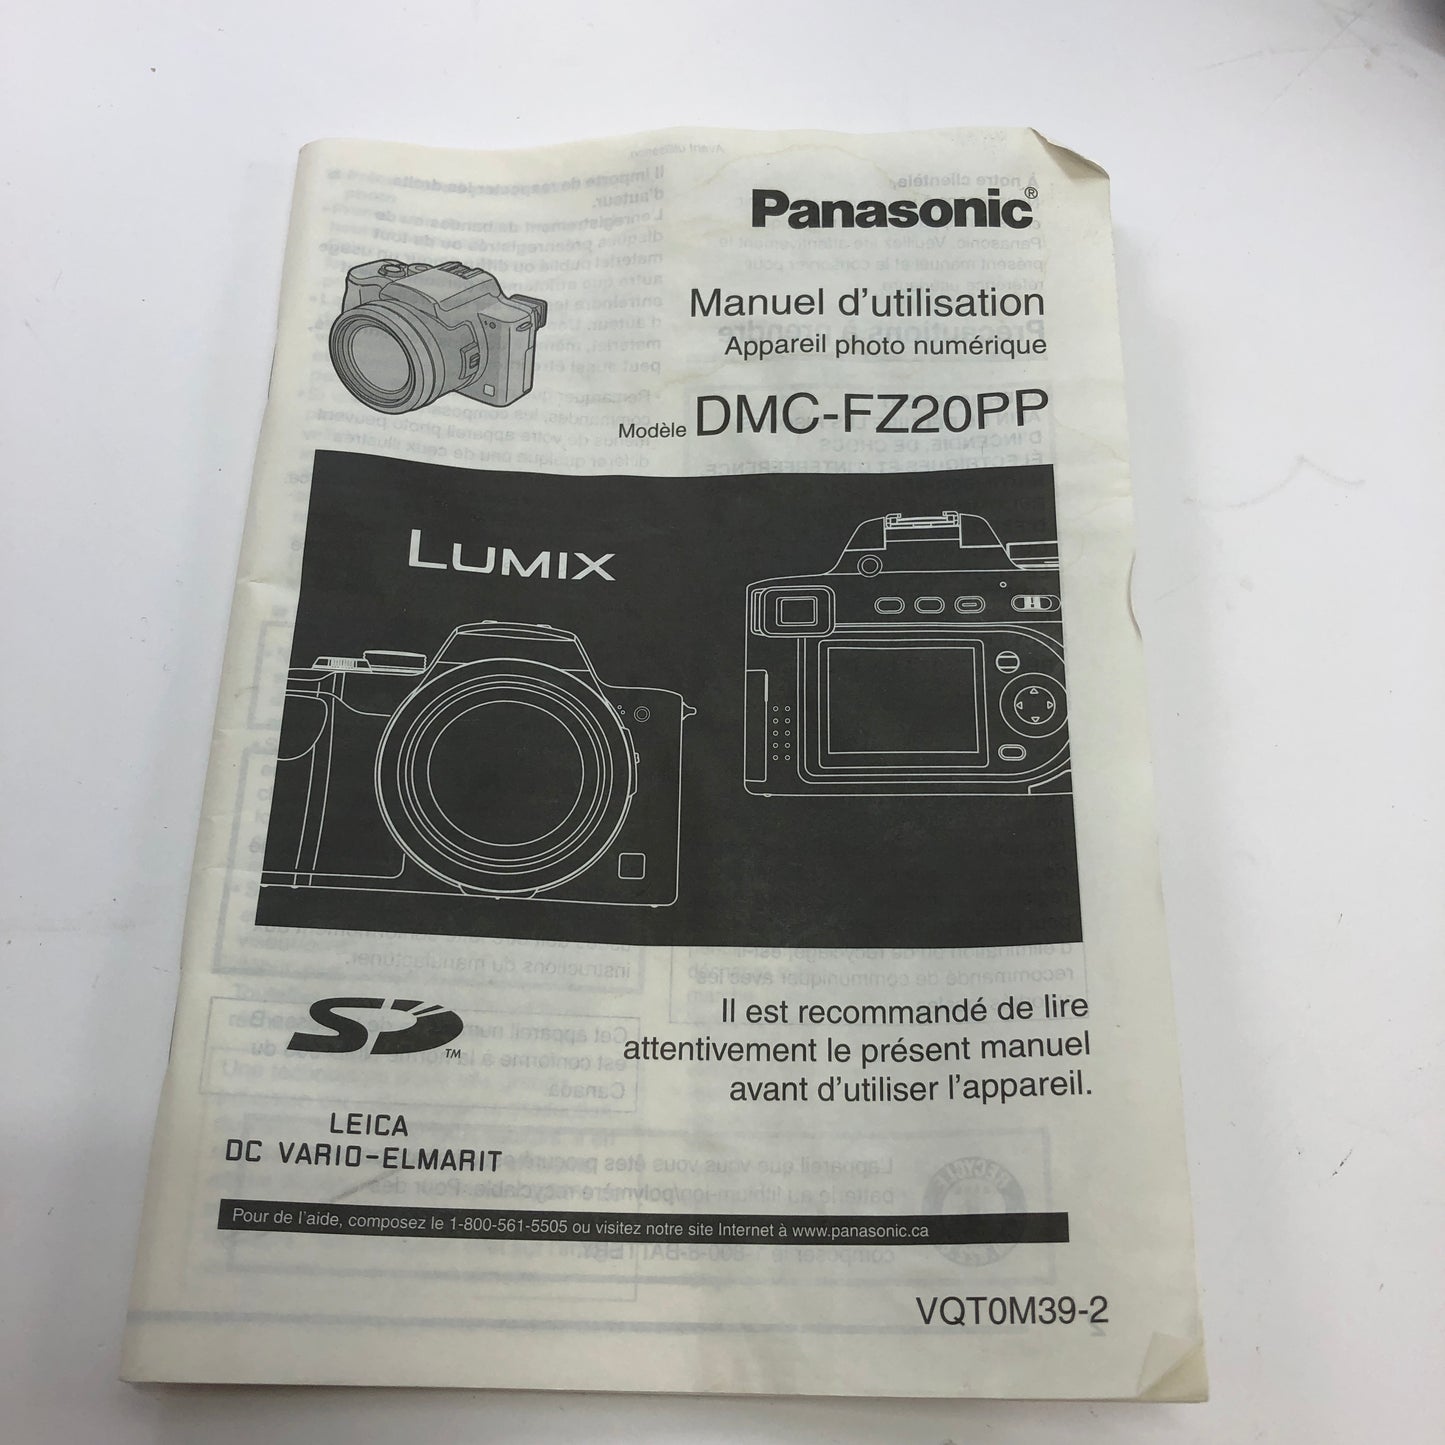 Panasonic®
Manuel d'utilisation
Appareil photo numérique
Modèle DMC-FZ20PP
LUMIX
SD™
Il est recommandé de lire
attentivement le présent manuel
avant d'utiliser l'appareil.
LEICA
DC VARIO-ELMARIT
Pour de l'aide, composez le 1-800-561-5505 ou visitez notre site Internet à www.panasonic.ca
VQT0M39-2